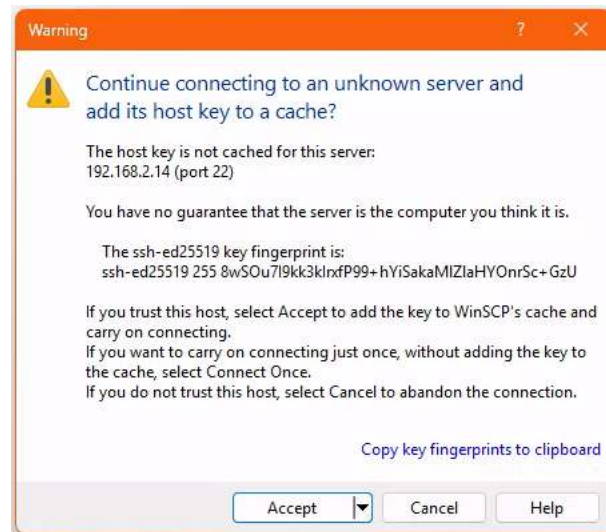 Warning
?
Continue connecting to an unknown server and
add its host key to a cache?
The host key is not cached for this server:
192.168.2.14 (port 22)
You have no guarantee that the server is the computer you think it is.
The ssh-ed25519 key fingerprint is:
ssh-ed25519 255 8wSOu7l9kk3klrxfP99+hYiSakaMIZlaHYOnrSc+GzU
If you trust this host, select Accept to add the key to WinSCP's cache and
carry on connecting.
If you want to carry on connecting just once, without adding the key to
the cache, select Connect Once.
If you do not trust this host, select Cancel to abandon the connection.
Copy key fingerprints to clipboard
Accept
Cancel
Help